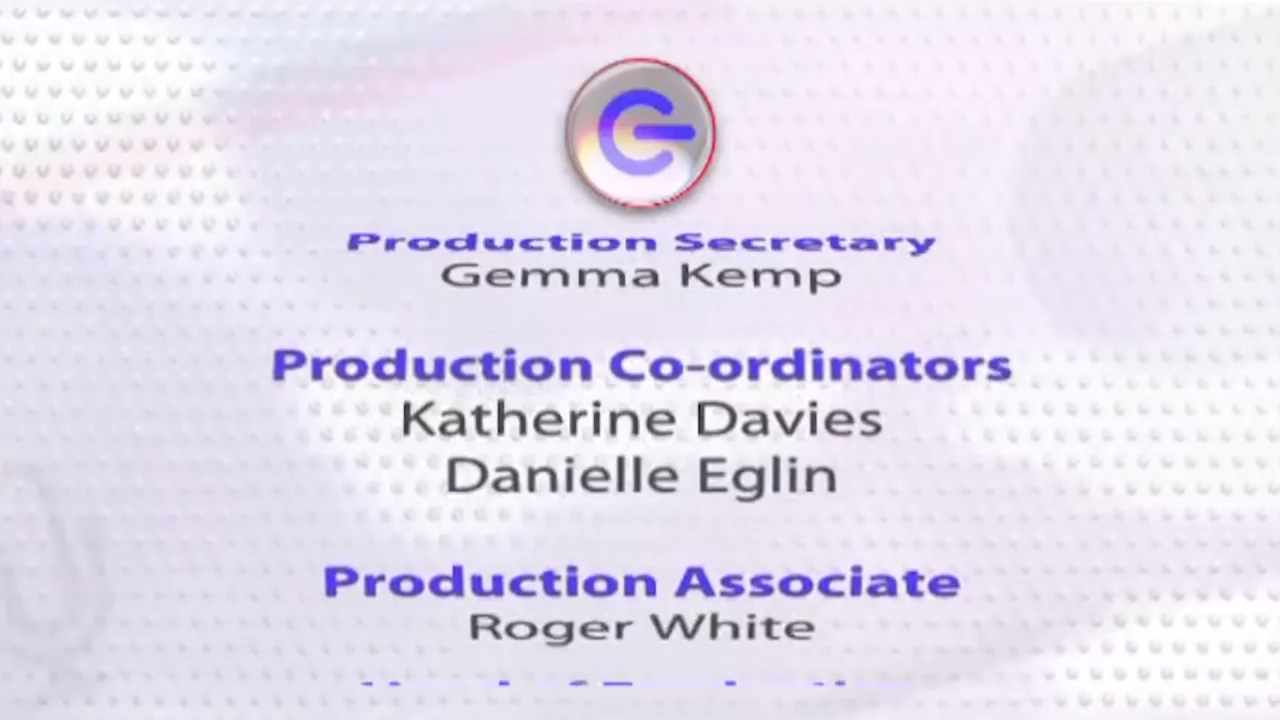 Production Secretary
Gemma Kemp
Production Co-ordinators
Katherine Davies
Danielle Eglin
Production Associate
Roger White